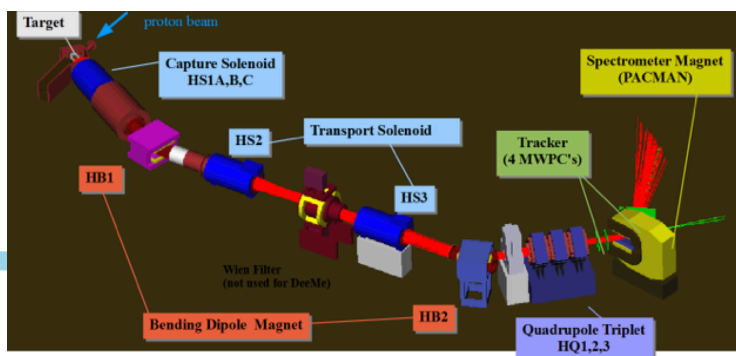 Target
proton beam
Capture Solenoid
HS1A,B,C
Spectrometer Magnet
(PACMAN)
HS2
Transport Solenoid
Tracker
(4 MWPC's)
HB1
HS3
Wien Filter
(not used for DeeMe)
Bending Dipole Magnet
HB2
Quadrupole Triplet
HQ1,2,3